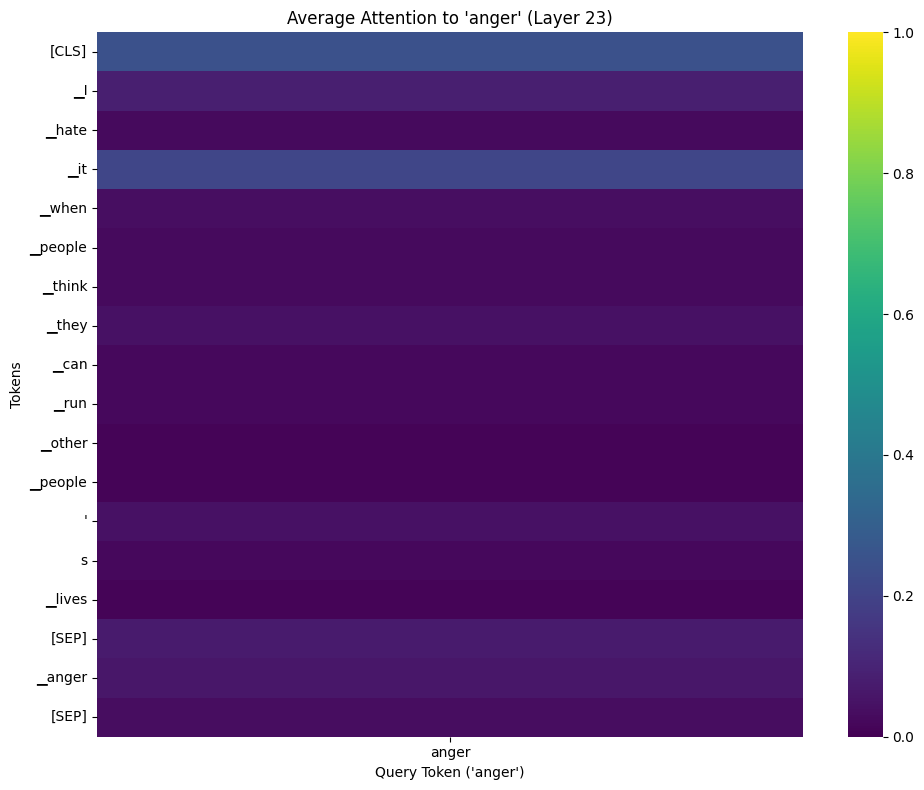 Average Attention to 'anger' (Layer 23)
[CLS]
▁I
▁hate
▁it
▁when
▁people
▁think
▁they
▁can
▁run
▁other
▁people
'
s
▁lives
[SEP]
▁anger
[SEP]
Tokens
anger
Query Token ('anger')
1.0
0.8
0.6
0.4
0.2
0.0